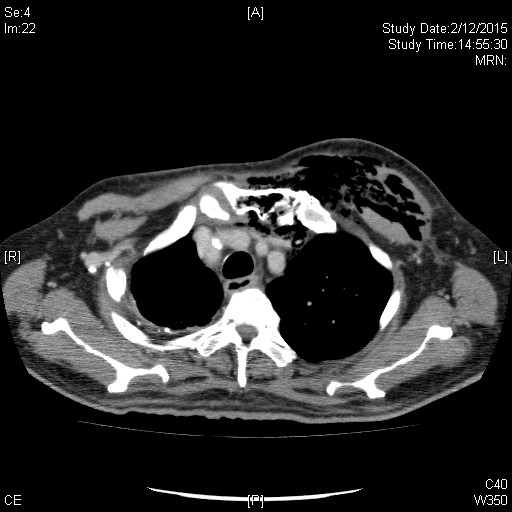 Se:4
Im:22
[A]
Study Date:2/12/2015
Study Time:14:55:30
MRN:
[R]
[L]
CE
[P]
C40
W350